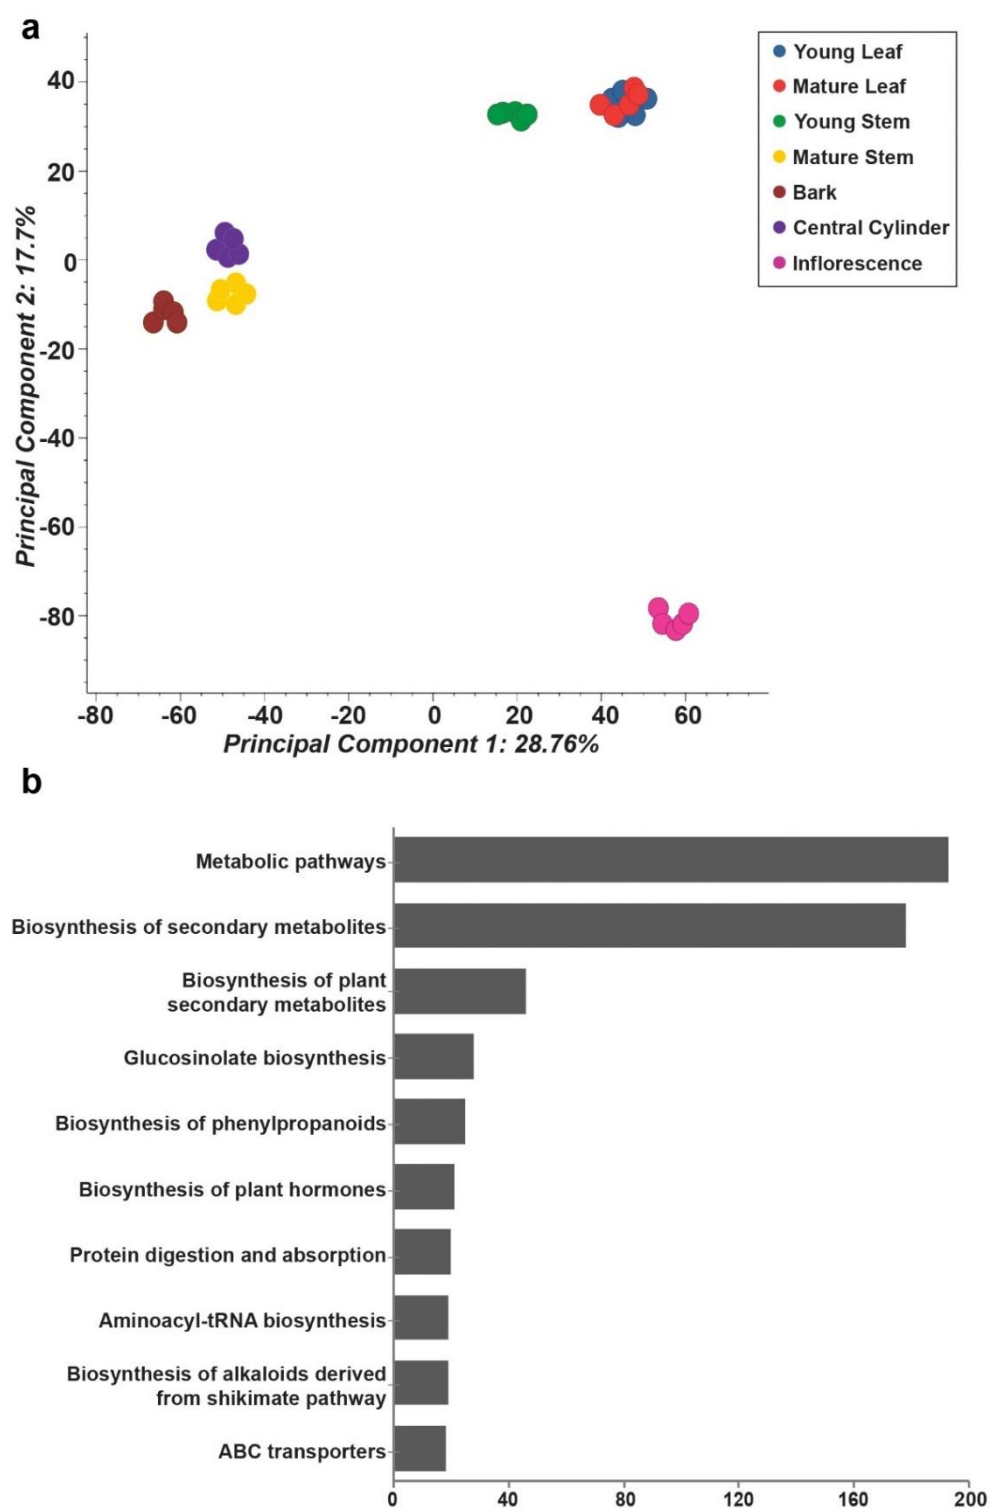 a
Young Leaf
Mature Leaf
Young Stem
Mature Stem
Bark
Central Cylinder
Inflorescence
Principal Component 2: 17.7%
40
20
0
-20
-40
-60
-80
-80 -60 -40 -20 0 20 40 60
Principal Component 1: 28.76%
b
Metabolic pathways
Biosynthesis of secondary metabolites
Biosynthesis of plant
secondary metabolites
Glucosinolate biosynthesis
Biosynthesis of phenylpropanoids
Biosynthesis of plant hormones
Protein digestion and absorption
Aminoacyl-tRNA biosynthesis
Biosynthesis of alkaloids derived
from shikimate pathway
ABC transporters
0 40 80 120 160 200